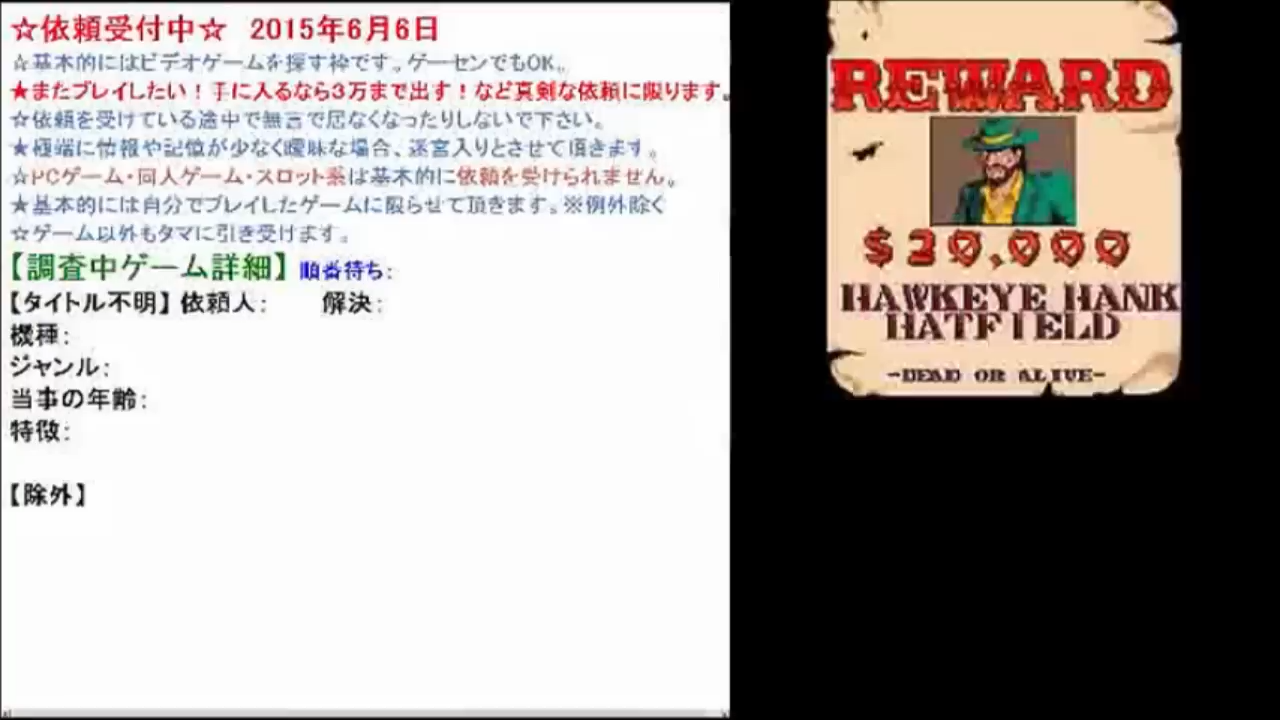 ☆依頼受付中☆ 2015年6月6日
☆基本的にはビデオゲームを探す枠です。ゲーセンでもOK。
★またプレイしたい！手に入るなら3万まで出す！など真剣な依頼に限ります。
☆依頼を受けている途中で無言で居なくなったりしないで下さい。
★極端に情報や記憶が少なく曖昧な場合、迷宮入りとさせて頂きます。
☆PCゲーム・同人ゲーム・スロット系は基本的に依頼を受けられません。
★基本的には自分でプレイしたゲームに限らせて頂きます。※例外除く
☆ゲーム以外もタマに引き受けます。
【調査中ゲーム詳細】 順番待ち:
【タイトル不明】 依頼人: 解決:
機種:
ジャンル:
当事の年齢:
特徴:
【除外】
REWARD
$20,000
HAWKEYE HANK
HATFIELD
-DEAD OR ALIVE-